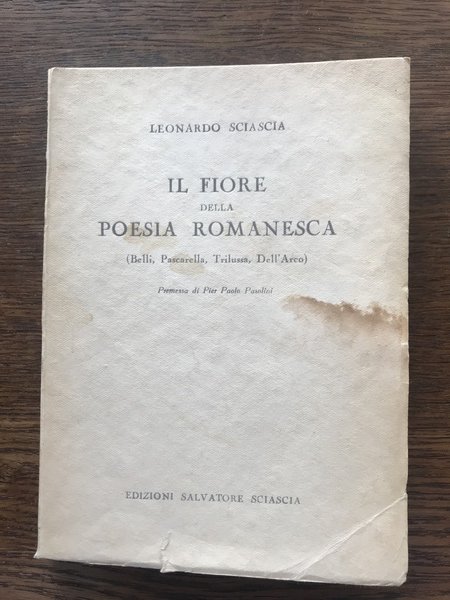 LEONARDO SCIASCIA
IL FIORE
DELLA
POESIA ROMANESCA
(Belli, Pascarella, Trilussa, Dell'Arco)
Premessa di Pier Paolo Pasolini
EDIZIONI SALVATORE SCIASCIA